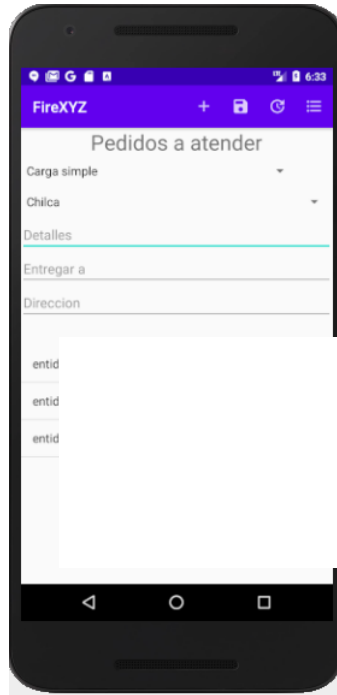 6:33
FireXYZ
Pedidos a atender
Carga simple
Chilca
Detalles
Entregar a
Direccion
entid
entid
entid